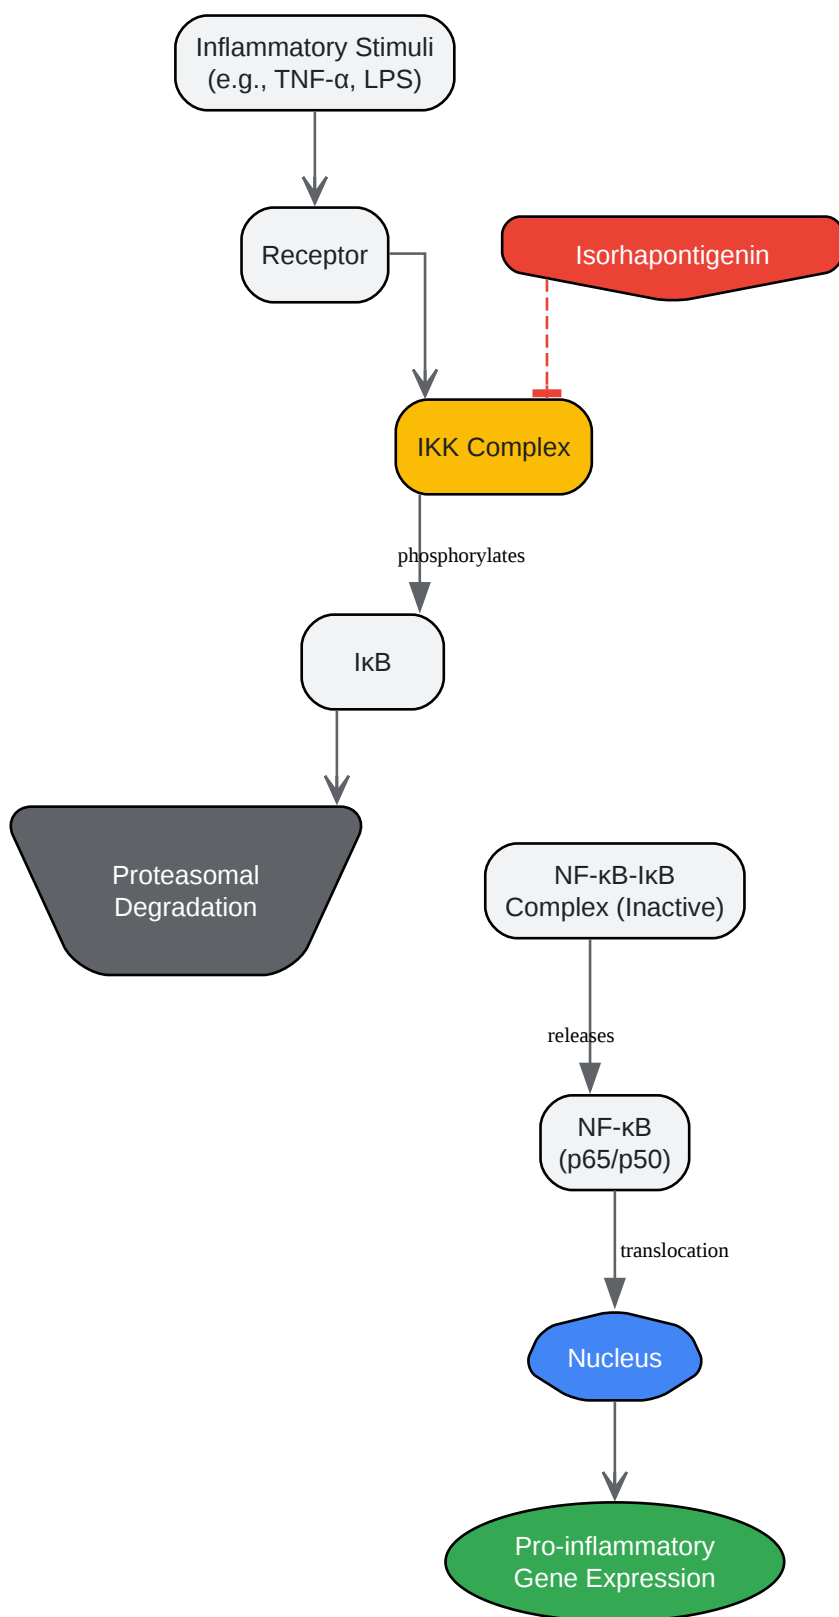 Inflammatory Stimuli
(e.g., TNF-α, LPS)
Receptor
Isorhapontigenin
IKK Complex
phosphorylates
IκB
Proteasomal
Degradation
NF-κB-IκB
Complex (Inactive)
releases
NF-κB
(p65/p50)
translocation
Nucleus
Pro-inflammatory
Gene Expression